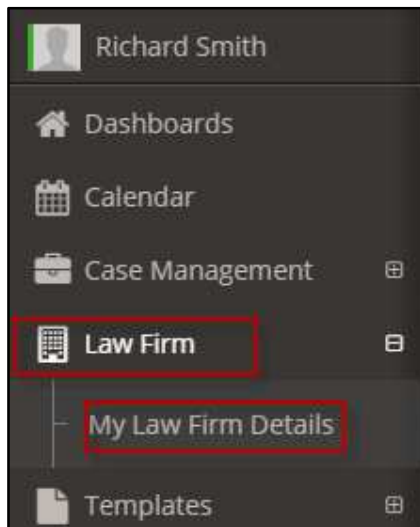 Richard Smith
Dashboards
Calendar
Case Management
Law Firm
My Law Firm Details
Templates